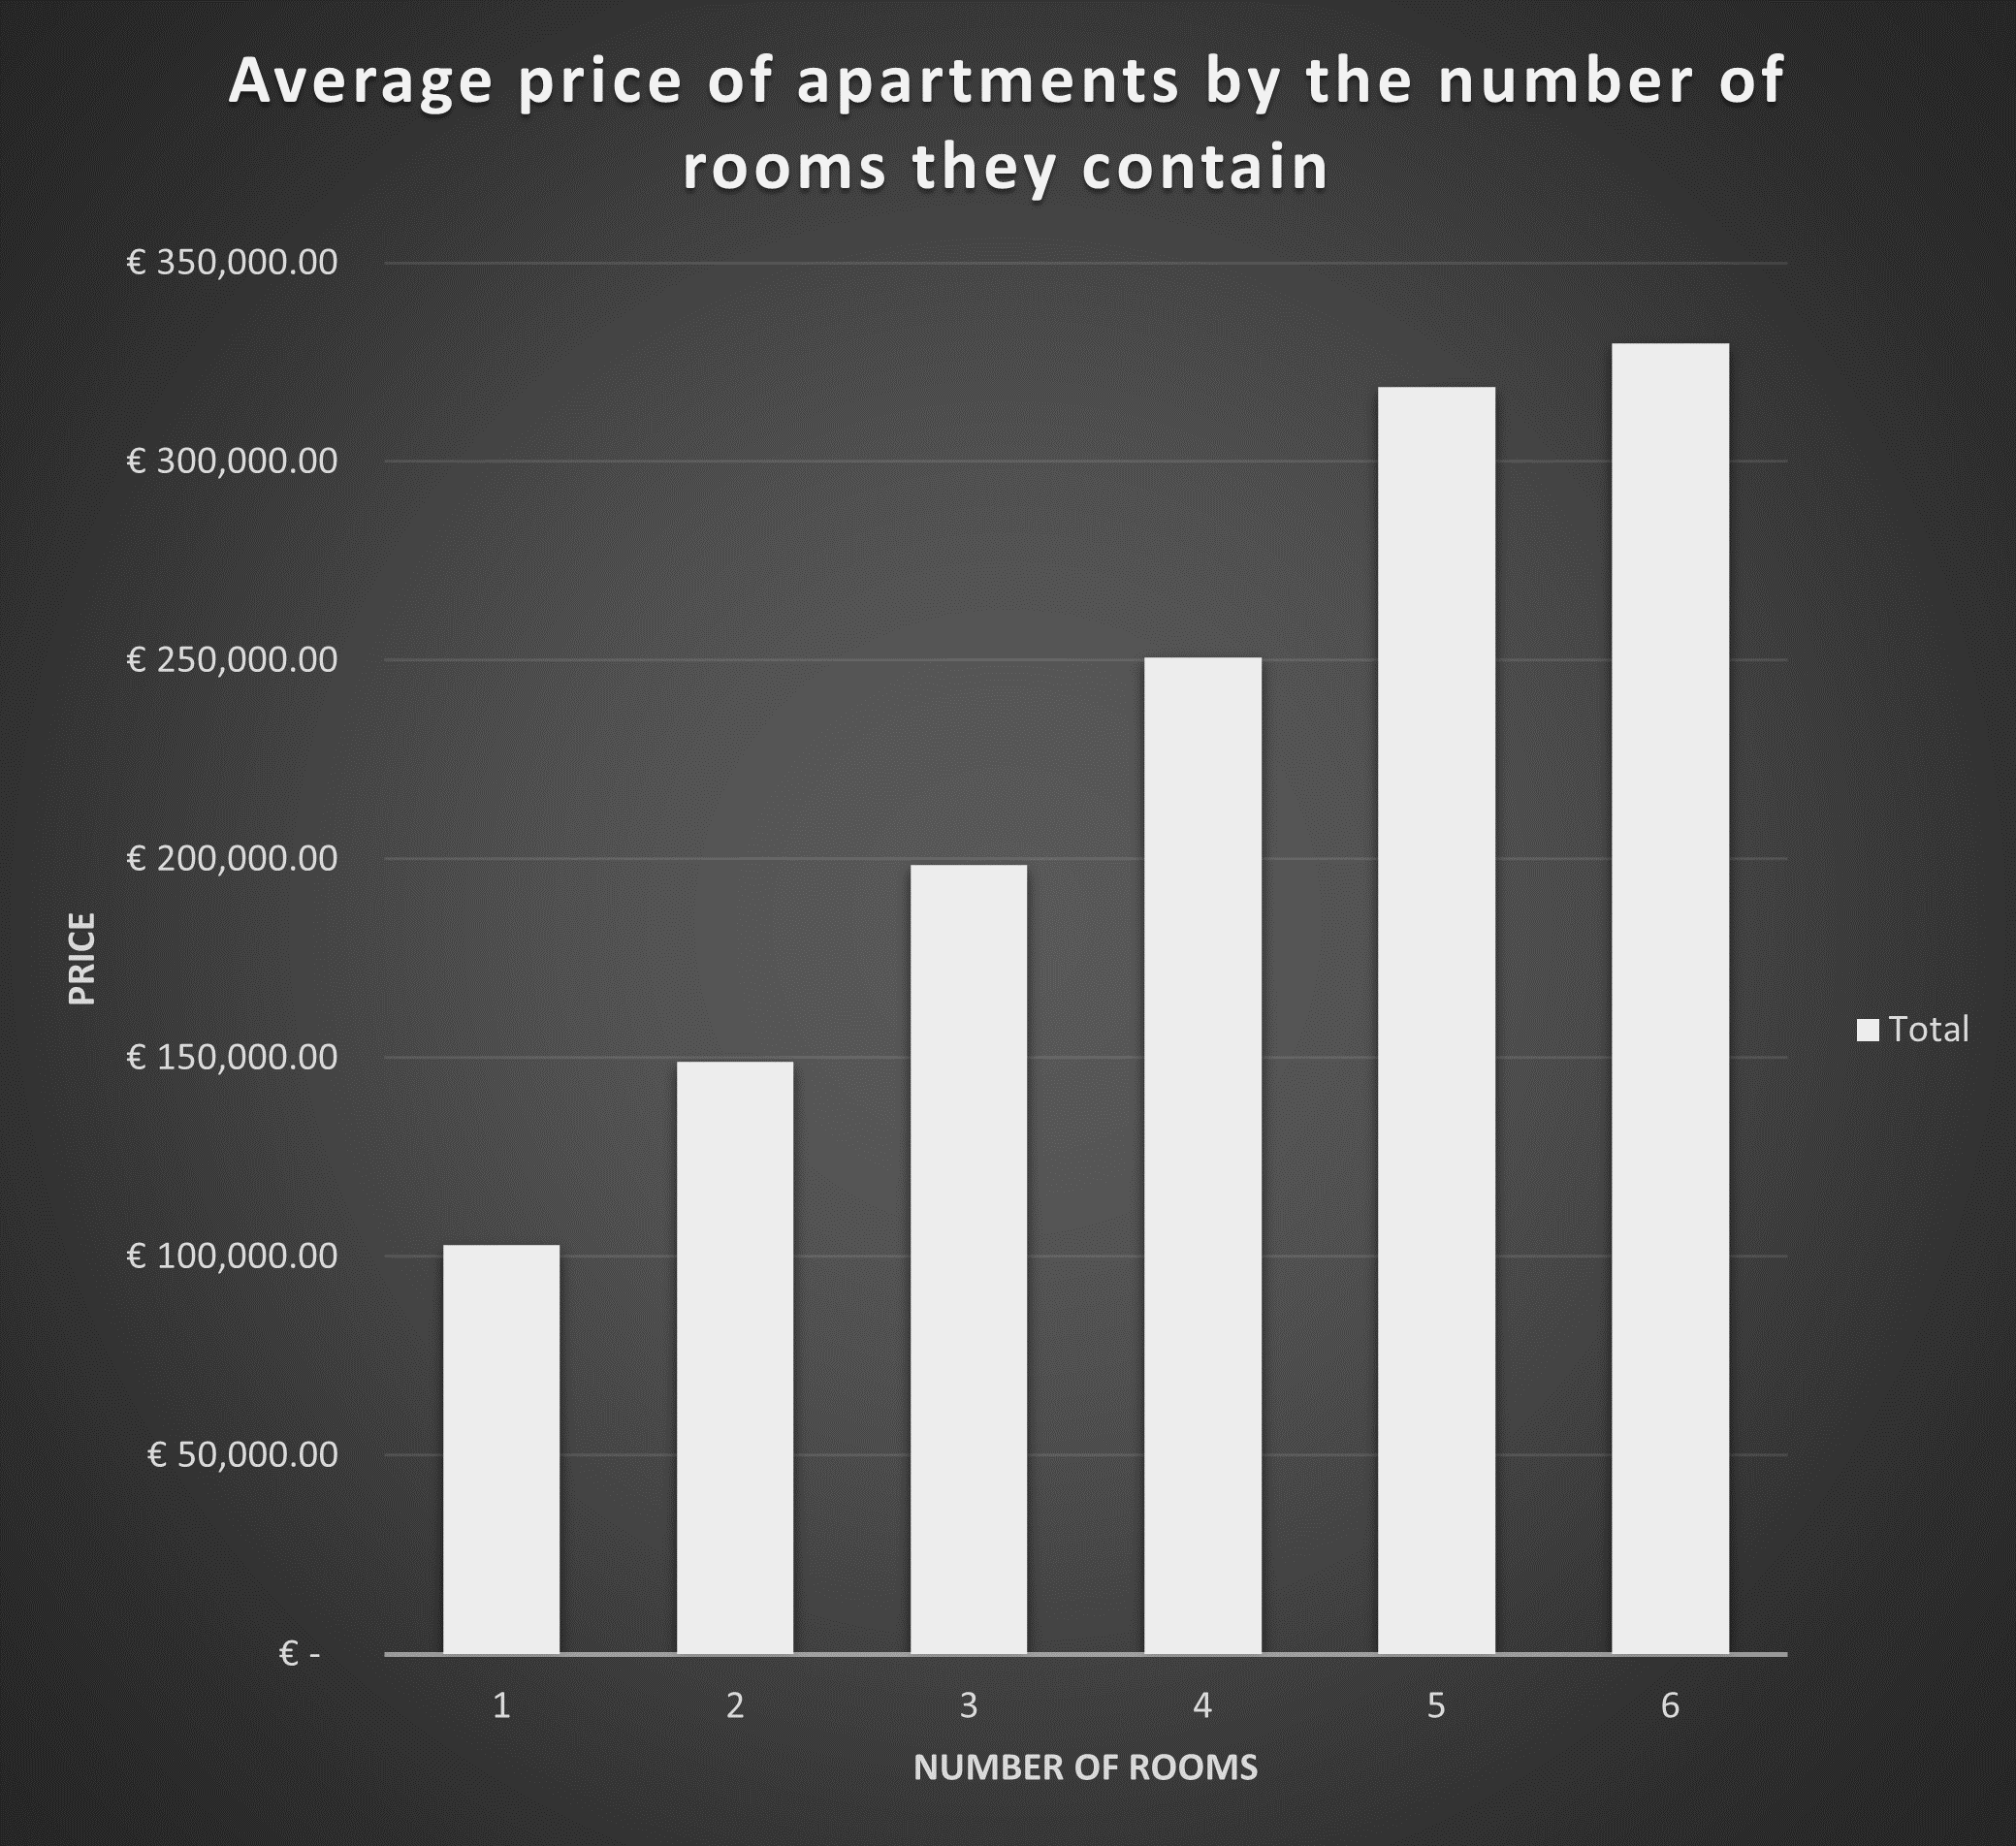 Average price of apartments by the number of
rooms they contain
€ 350,000.00
€ 300,000.00
€ 250,000.00
€ 200,000.00
€ 150,000.00
€ 100,000.00
€ 50,000.00
€ -
PRICE
1 2 3 4 5 6
NUMBER OF ROOMS
Total